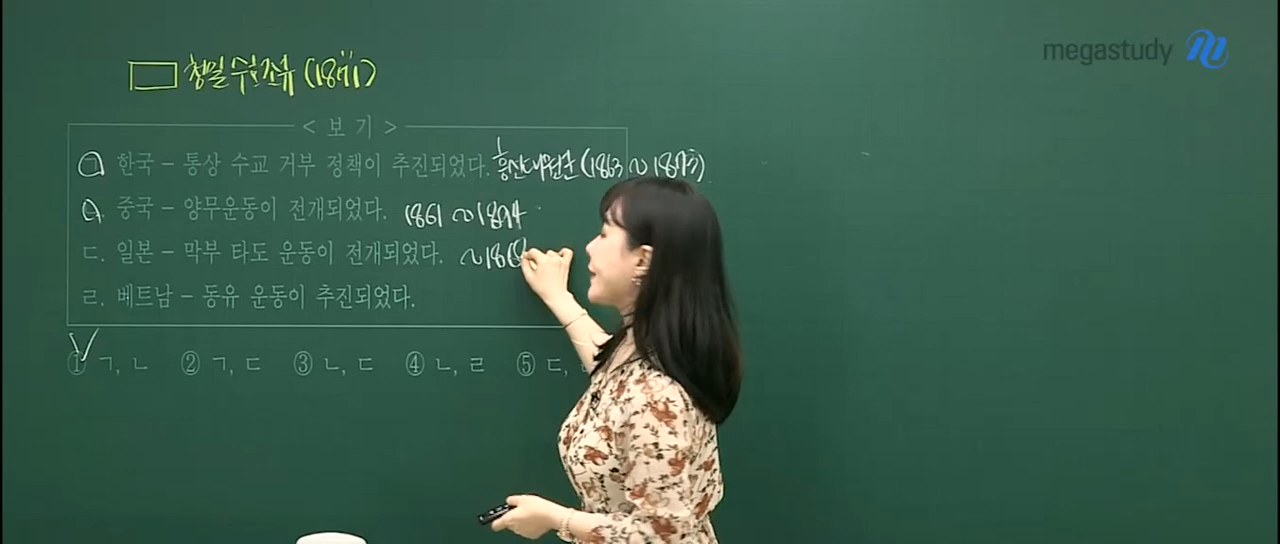 megastudy
청일 수호 조규 (1871)
< 보 기 >
ㄱ. 한국 - 통상 수교 거부 정책이 추진되었다. 흥선대원군 (1863 ~ 1873)
ㄴ. 중국 - 양무운동이 전개되었다. 1861 ~ 1894
ㄷ. 일본 - 막부 타도 운동이 전개되었다. ~186
ㄹ. 베트남 - 동유 운동이 추진되었다.
① ㄱ, ㄴ ② ㄱ, ㄷ ③ ㄴ, ㄷ ④ ㄴ, ㄹ ⑤ ㄷ,